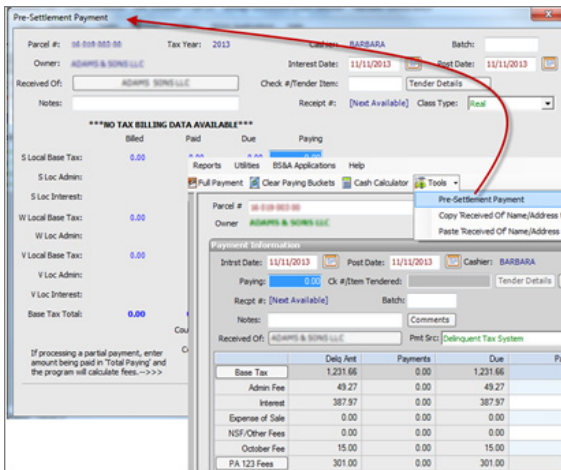 Pre-Settlement Payment
Parcel #: Tax Year: 2013 Cashier: BARBARA Batch:
Owner: ADAMS & SONS LLC Interest Date: 11/11/2013 Post Date: 11/11/2013
Received Of: ADAMS SONS LLC Check #/Tender Item: Tender Details
Notes: Receipt #: [Next Available] Class Type: Real
***NO TAX BILLING DATA AVAILABLE***
Billed Paid Due Paying
S Local Base Tax: 0.00
S Loc Admin:
S Loc Interest:
W Local Base Tax: 0.00
W Loc Admin:
V Local Base Tax: 0.00
V Loc Admin:
V Loc Interest:
Base Tax Total: 0.00
If processing a partial payment, enter
amount being paid in 'Total Paying' and
the program will calculate fees.-->>>
Reports Utilities BS&A Applications Help
Full Payment Clear Paying Buckets Cash Calculator Tools
Pre-Settlement Payment
Copy 'Received Of' Name/Address
Paste 'Received Of' Name/Address
Parcel #
Owner ADAMS & SONS LLC
Payment Information
Intrst Date: 11/11/2013 Post Date: 11/11/2013 Cashier: BARBARA
Paying: 0.00 Ck #/Item Tendered: Tender Details
Recpt #: [Next Available] Batch:
Notes: Comments
Received Of: ADAMS & SONS LLC Pmt Src: Delinquent Tax System
Delq Amt Payments Due
Base Tax 1,231.66 0.00 1,231.66
Admin Fee 49.27 0.00 49.27
Interest 387.97 0.00 387.97
Expense of Sale 0.00 0.00 0.00
NSF/Other Fees 0.00 0.00 0.00
October Fee 15.00 0.00 15.00
PA 123 Fees 301.00 0.00 301.00